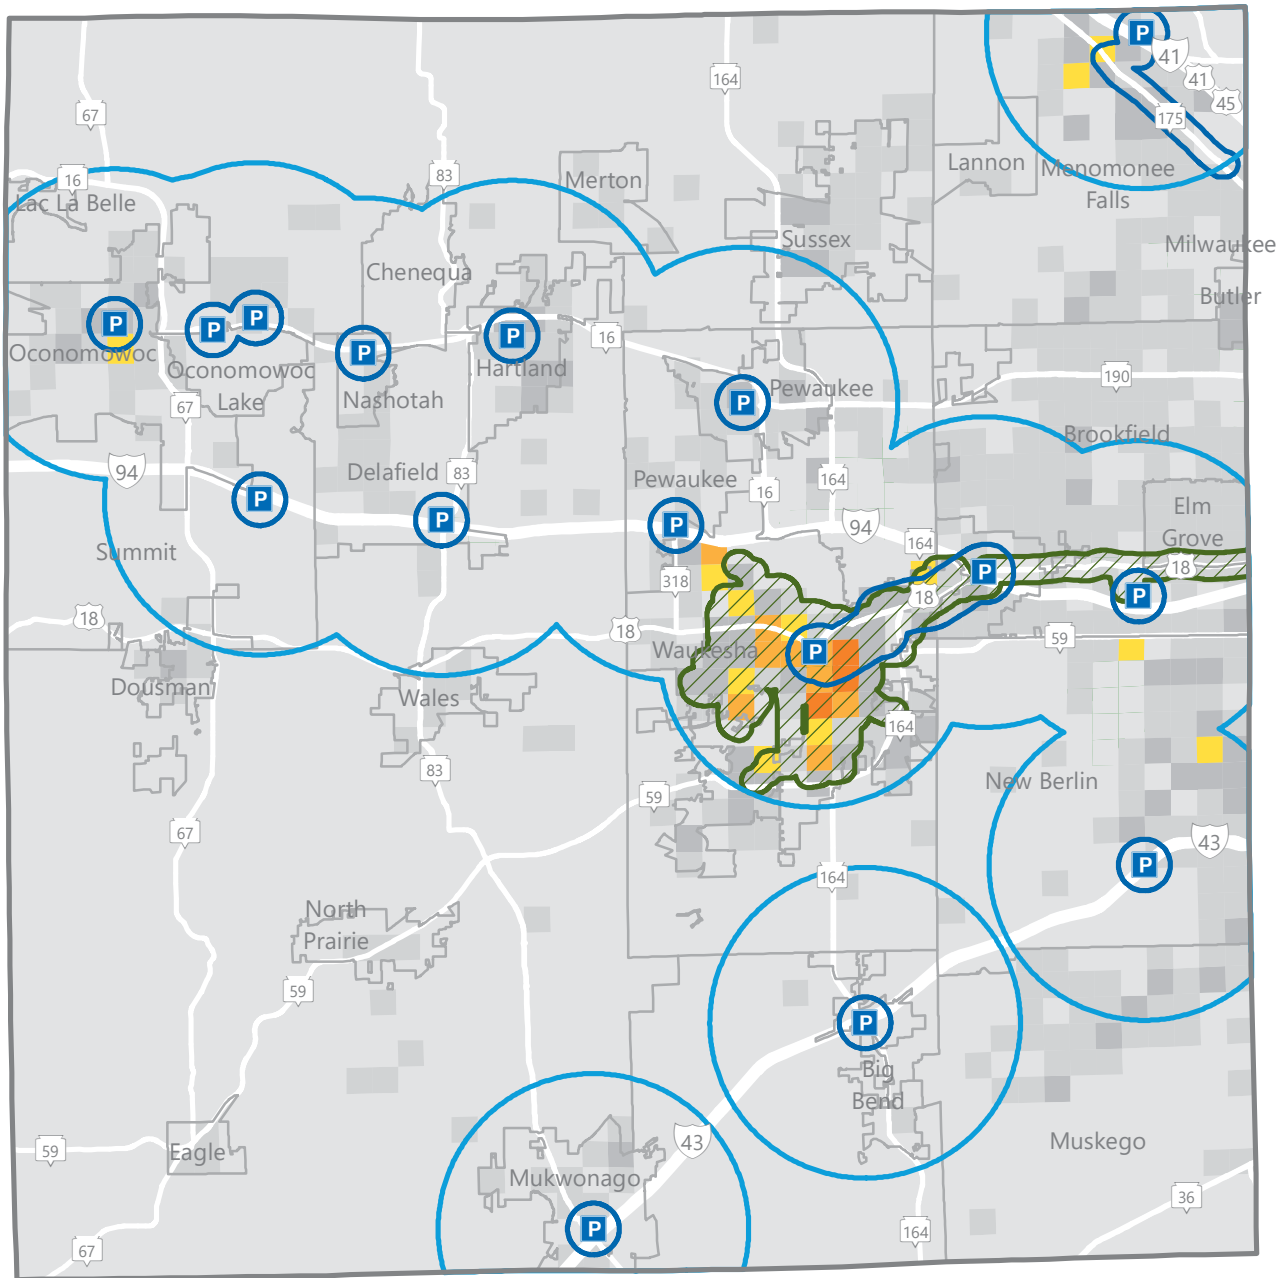 P
41
41
45
175
164
67
Lannon
Menomonee
Falls
83
16
Merton
Lac La Belle
Sussex
Milwaukee
Chenequa
Butler
P
P
P
P
P
16
Oconomowoc
Oconomowoc
Lake
Hartland
190
Nashotah
P
Pewaukee
67
Brookfield
94
Delafield
83
Pewaukee
16
164
P
P
P
94
Elm
Grove
164
Summit
318
P
18
18
P
18
18
59
Waukesha
P
Dousman
Wales
164
83
59
New Berlin
67
43
P
164
North
Prairie
59
P
Big
Bend
43
Muskego
59
Eagle
Mukwonago
36
P
164
67